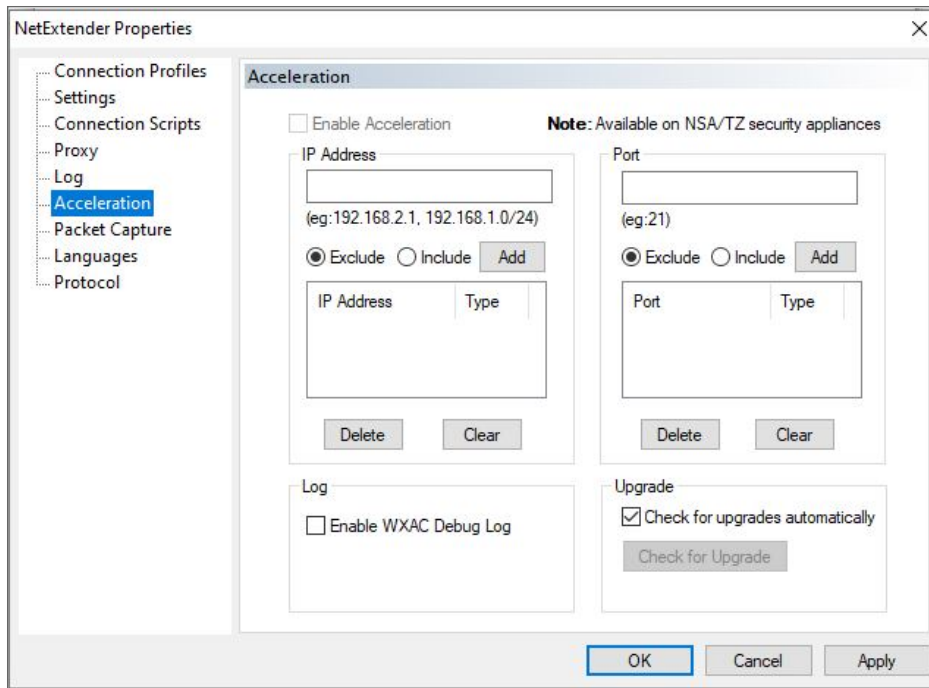 NetExtender Properties
Connection Profiles
Settings
Connection Scripts
Proxy
Log
Acceleration
Packet Capture
Languages
Protocol
Acceleration
Enable Acceleration
Note: Available on NSA/TZ security appliances
IP Address
(eg:192.168.2.1, 192.168.1.0/24)
Exclude Include Add
IP Address Type
Delete Clear
Port
(eg:21)
Exclude Include Add
Port Type
Delete Clear
Log
Enable WXAC Debug Log
Upgrade
Check for upgrades automatically
Check for Upgrade
OK Cancel Apply